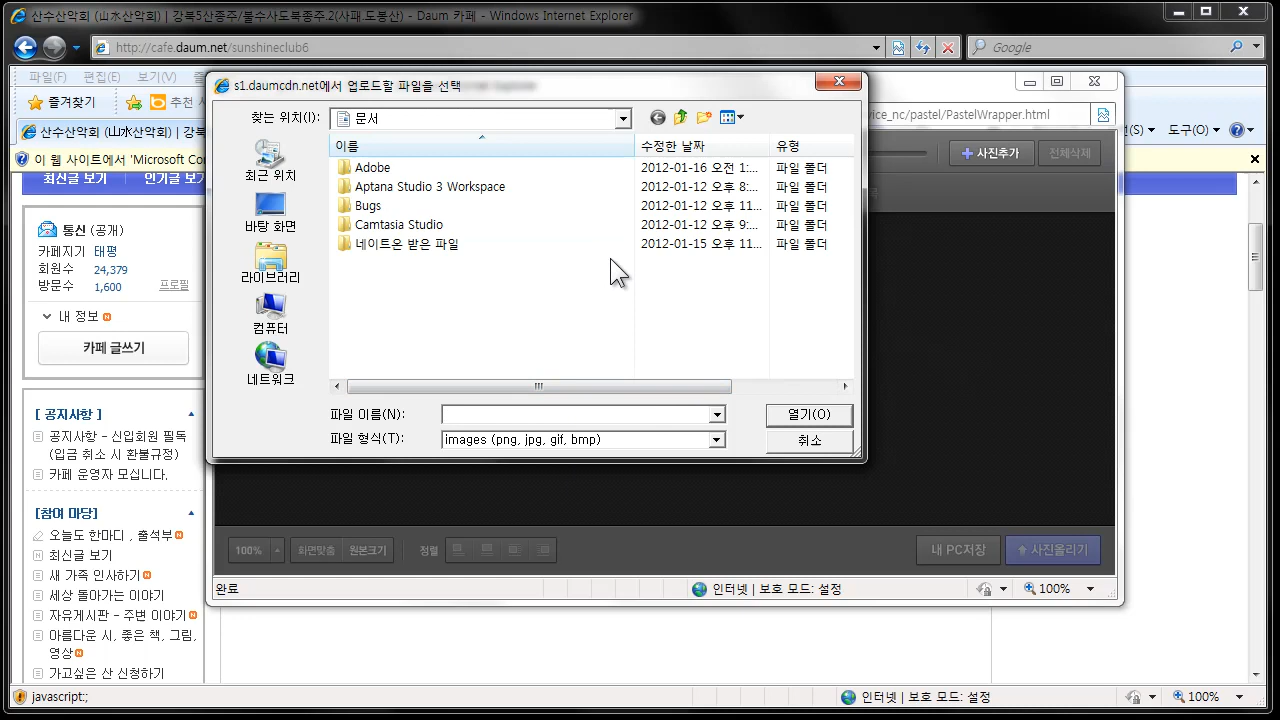 산수산악회 (山水산악회) | 강북5산종주/불수사도북종주.2(사패.도봉산) - Daum 카페 - Windows Internet Explorer
http://cafe.daum.net/sunshineclub6
Google
파일(F) 편집(E) 보기(V)
즐겨찾기
추천
산수산악회 (山水산악회) | 강북
이 웹 사이트에서 'Microsoft Cor
최신글 보기 인기글 보기
통신 (공개)
카페지기 태평
회원수 24,379
방문수 1,600
프로필
내 정보
카페 글쓰기
[ 공지사항 ]
공지사항 - 신입회원 필독
(입금 취소 시 환불규정)
카페 운영자 모십니다.
[참여 마당]
오늘도 한마디 , 출석부
최신글 보기
새 가족 인사하기
세상 돌아가는 이야기
자유게시판 - 주변 이야기
아름다운 시, 좋은 책, 그림,
영상
가고싶은 산 신청하기
s1.daumcdn.net에서 업로드할 파일을 선택
찾는 위치(I):
문서
최근 위치
바탕 화면
라이브러리
컴퓨터
네트워크
이름 수정한 날짜 유형
Adobe 2012-01-16 오전 1:... 파일 폴더
Aptana Studio 3 Workspace 2012-01-12 오후 8:... 파일 폴더
Bugs 2012-01-12 오후 11... 파일 폴더
Camtasia Studio 2012-01-12 오후 9:... 파일 폴더
네이트온 받은 파일 2012-01-15 오후 11... 파일 폴더
파일 이름(N):
열기(O)
파일 형식(T):
images (png, jpg, gif, bmp)
취소
vice_nc/pastel/PastelWrapper.html
도구(O)
사진추가
전체삭제
100%
화면맞춤 원본크기
정렬
내 PC저장
사진올리기
완료
인터넷 | 보호 모드: 설정
100%
javascript:;
인터넷 | 보호 모드: 설정
100%